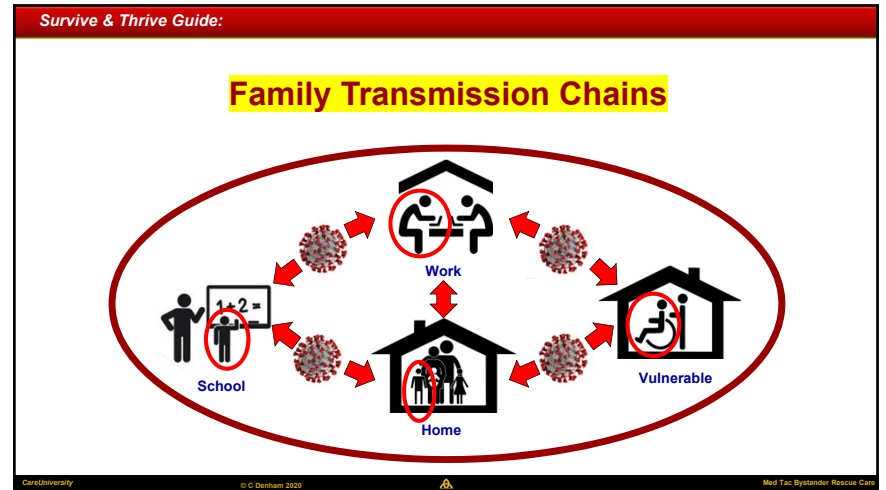 Survive & Thrive Guide:
Family Transmission Chains
Work
1+2=
School
Vulnerable
Home
CareUniversity
© C Denham 2020
Med Tac Bystander Rescue Care